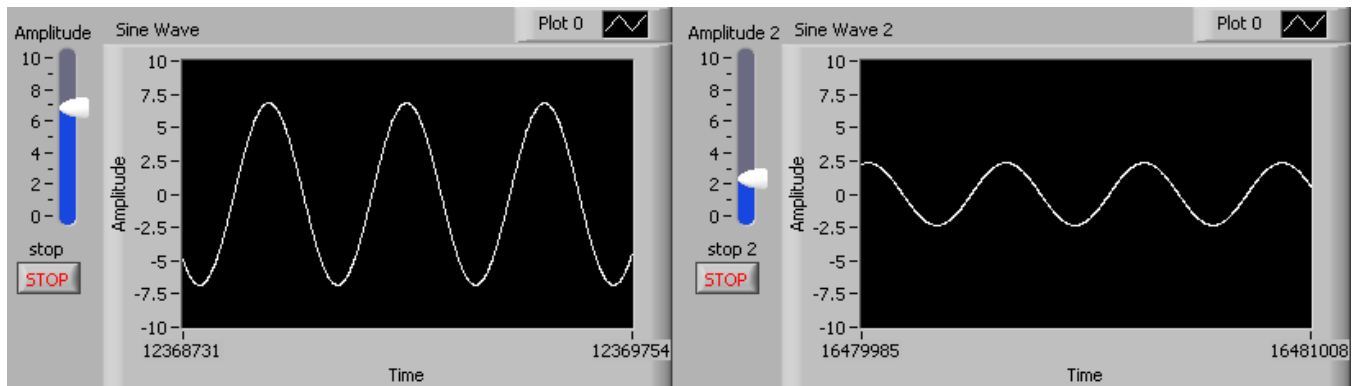 Amplitude
10
8
6
4
2
0
stop
STOP
Sine Wave
Plot 0
Amplitude
10
7.5
5
2.5
0
-2.5
-5
-7.5
-10
12368731
12369754
Time
Amplitude 2
10
8
6
4
2
0
stop 2
STOP
Sine Wave 2
Plot 0
Amplitude
10
7.5
5
2.5
0
-2.5
-5
-7.5
-10
16479985
16481008
Time